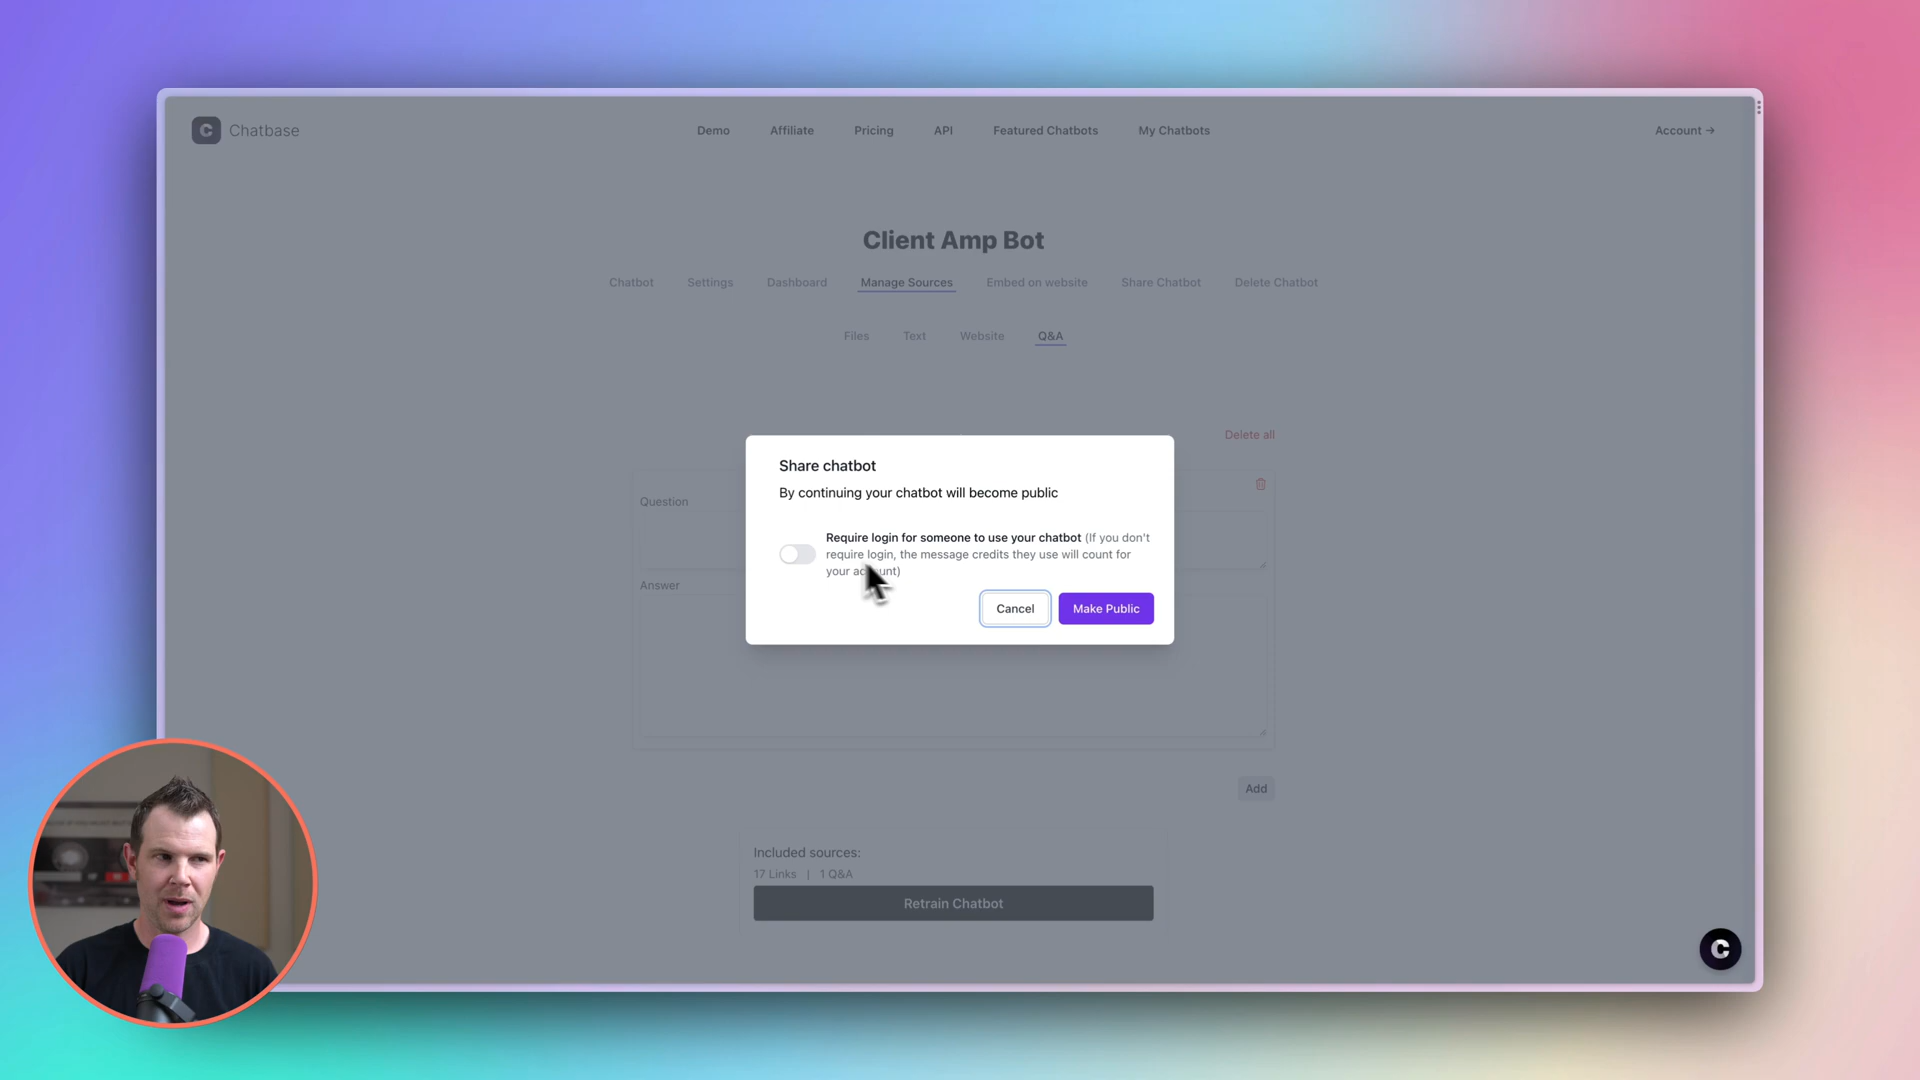 Chatbase
Demo
Affiliate
Pricing
API
Featured Chatbots
My Chatbots
Account →
Client Amp Bot
Chatbot
Settings
Dashboard
Manage Sources
Embed on website
Share Chatbot
Delete Chatbot
Files
Text
Website
Q&A
Delete all
Share chatbot
By continuing your chatbot will become public
Question
Require login for someone to use your chatbot (If you don't
require login, the message credits they use will count for
your account)
Answer
Cancel
Make Public
Add
Included sources:
17 Links | 1 Q&A
Retrain Chatbot